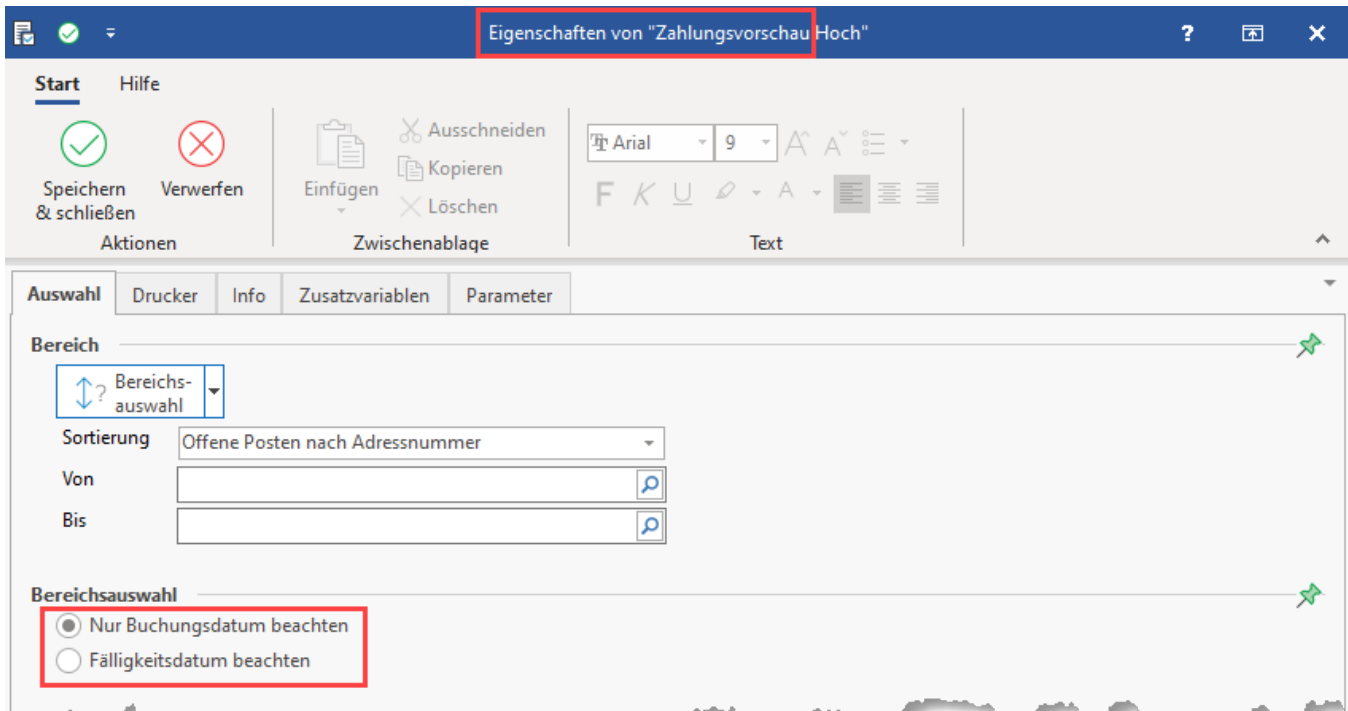 Eigenschaften von "Zahlungsvorschau Hoch"
?
Start Hilfe
Speichern & schließen
Verwerfen
Aktionen
Einfügen
Ausschneiden
Kopieren
Löschen
Zwischenablage
Arial 9
F K U A
Text
Auswahl Drucker Info Zusatzvariablen Parameter
Bereich
Bereichs-
auswahl
Sortierung Offene Posten nach Adressnummer
Von
Bis
Bereichsauswahl
Nur Buchungsdatum beachten
Fälligkeitsdatum beachten